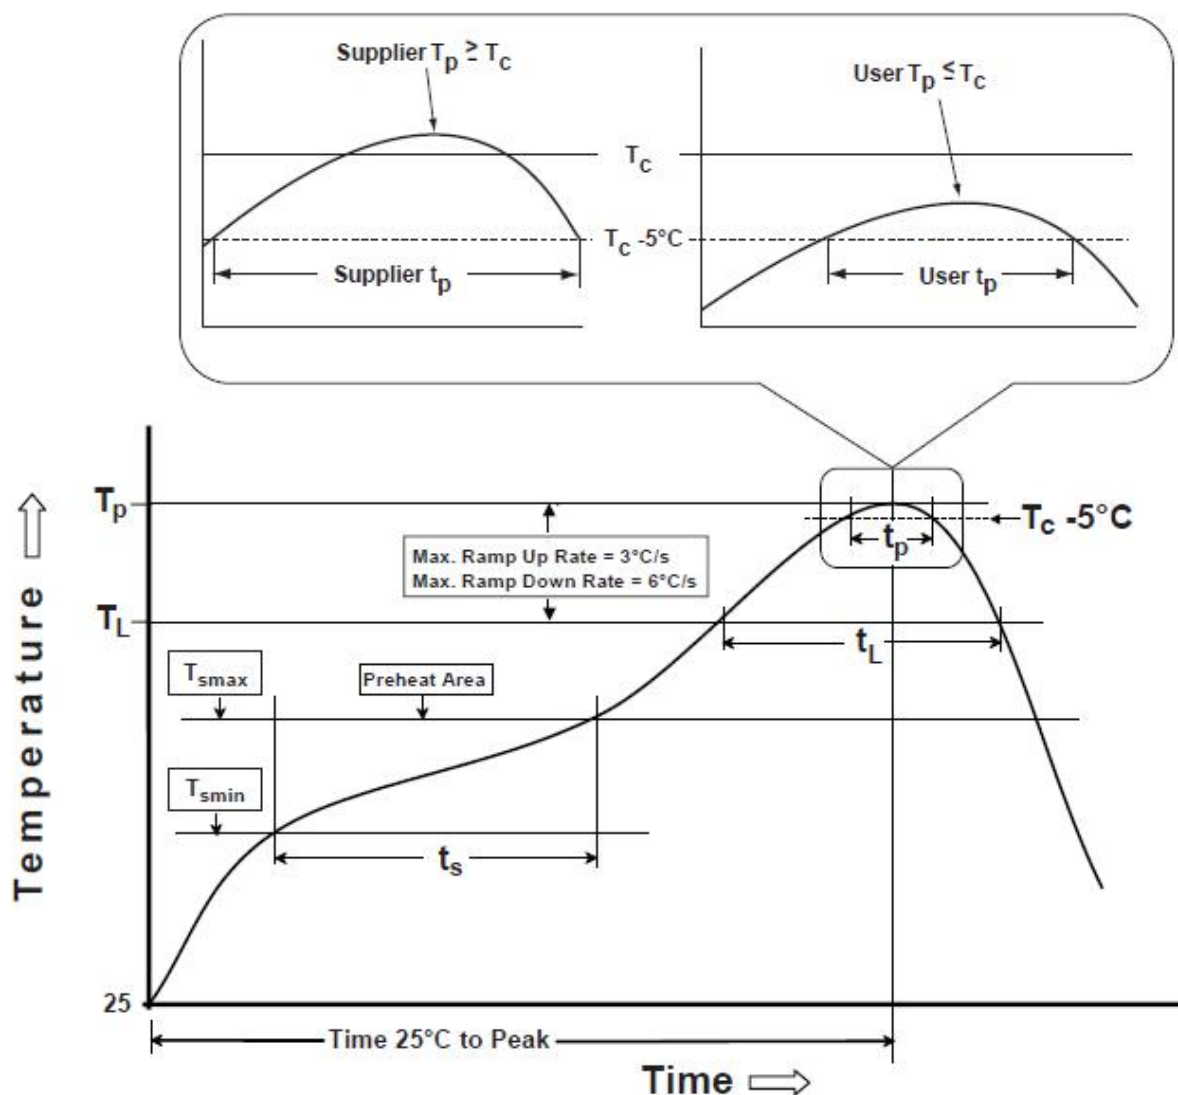 Supplier Tp ≥ Tc
User Tp ≤ Tc
Tc
Tc -5°C
Supplier tp
User tp
Tp
Tc -5°C
tp
Max. Ramp Up Rate = 3°C/s
Max. Ramp Down Rate = 6°C/s
TL
tL
Tsmax
Preheat Area
Tsmin
ts
Temperature
25
Time 25°C to Peak
Time